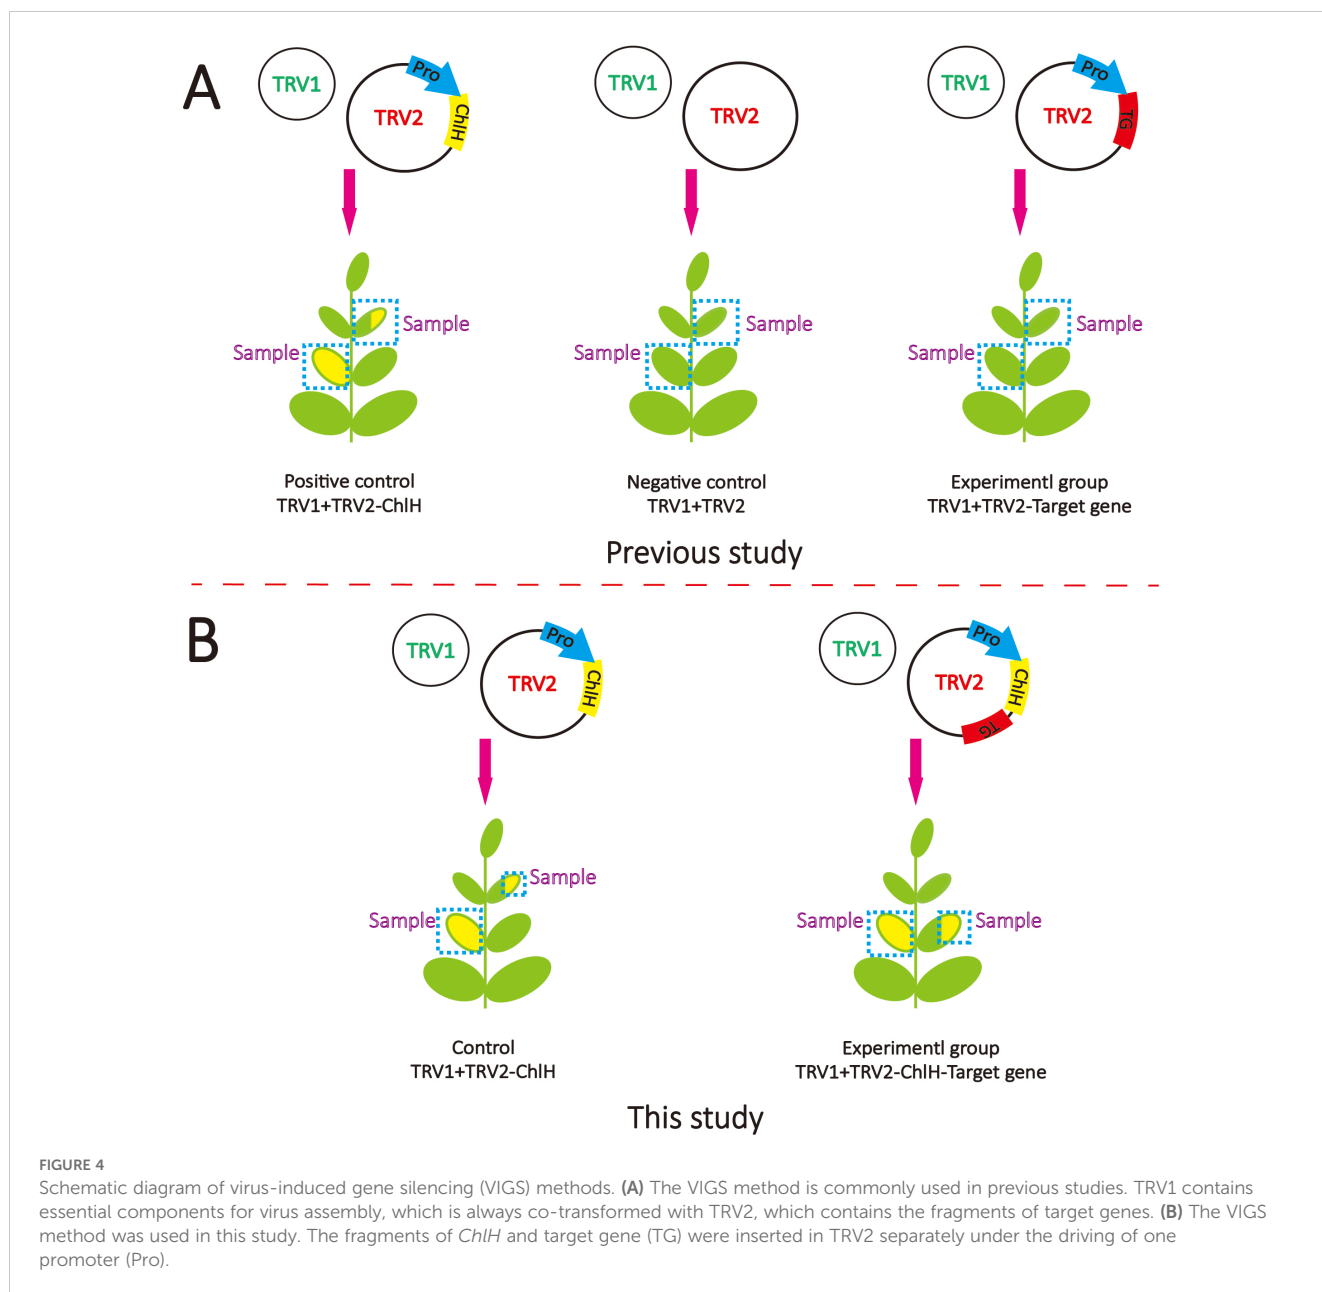 A
TRV1
Pro
TRV2
ChlH
TRV1
TRV2
TRV1
Pro
TRV2
TG
Sample
Sample
Sample
Sample
Sample
Sample
Positive control
TRV1+TRV2-ChlH
Negative control
TRV1+TRV2
Experimentl group
TRV1+TRV2-Target gene
Previous study
B
TRV1
Pro
TRV2
ChlH
TRV1
Pro
TRV2
ChlH
TG
Sample
Sample
Sample
Sample
Control
TRV1+TRV2-ChlH
Experimentl group
TRV1+TRV2-ChlH-Target gene
This study
FIGURE 4
Schematic diagram of virus-induced gene silencing (VIGS) methods. (A) The VIGS method is commonly used in previous studies. TRV1 contains
essential components for virus assembly, which is always co-transformed with TRV2, which contains the fragments of target genes. (B) The VIGS
method was used in this study. The fragments of ChlH and target gene (TG) were inserted in TRV2 separately under the driving of one
promoter (Pro).